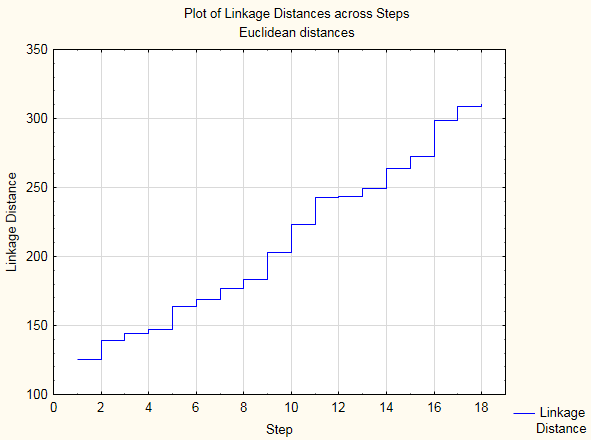 Plot of Linkage Distances across Steps
Euclidean distances
350
300
250
200
150
100
Linkage Distance
0 2 4 6 8 10 12 14 16 18
Step
Linkage
Distance